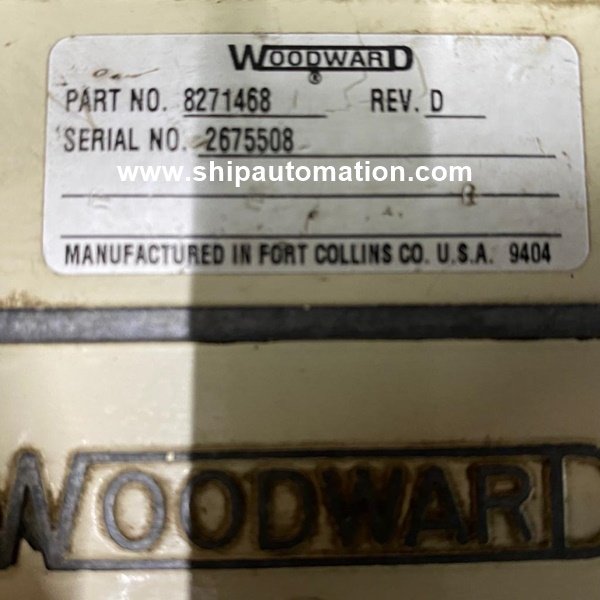 WOODWARD
®
PART NO. 8271468 REV. D
SERIAL NO. 2675508
www.shipautomation.com
MANUFACTURED IN FORT COLLINS CO. U.S.A. 9404
WOODWARD